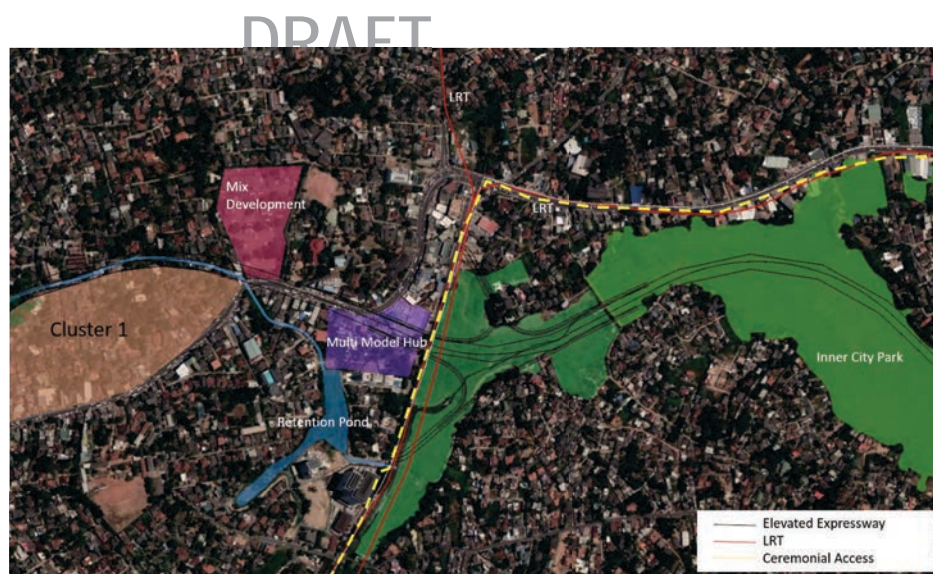 DRAFT
LRT
Mix
Development
LRT
Cluster 1
Multi Model Hub
Inner City Park
Retention Pond
Elevated Expressway
LRT
Ceremonial Access